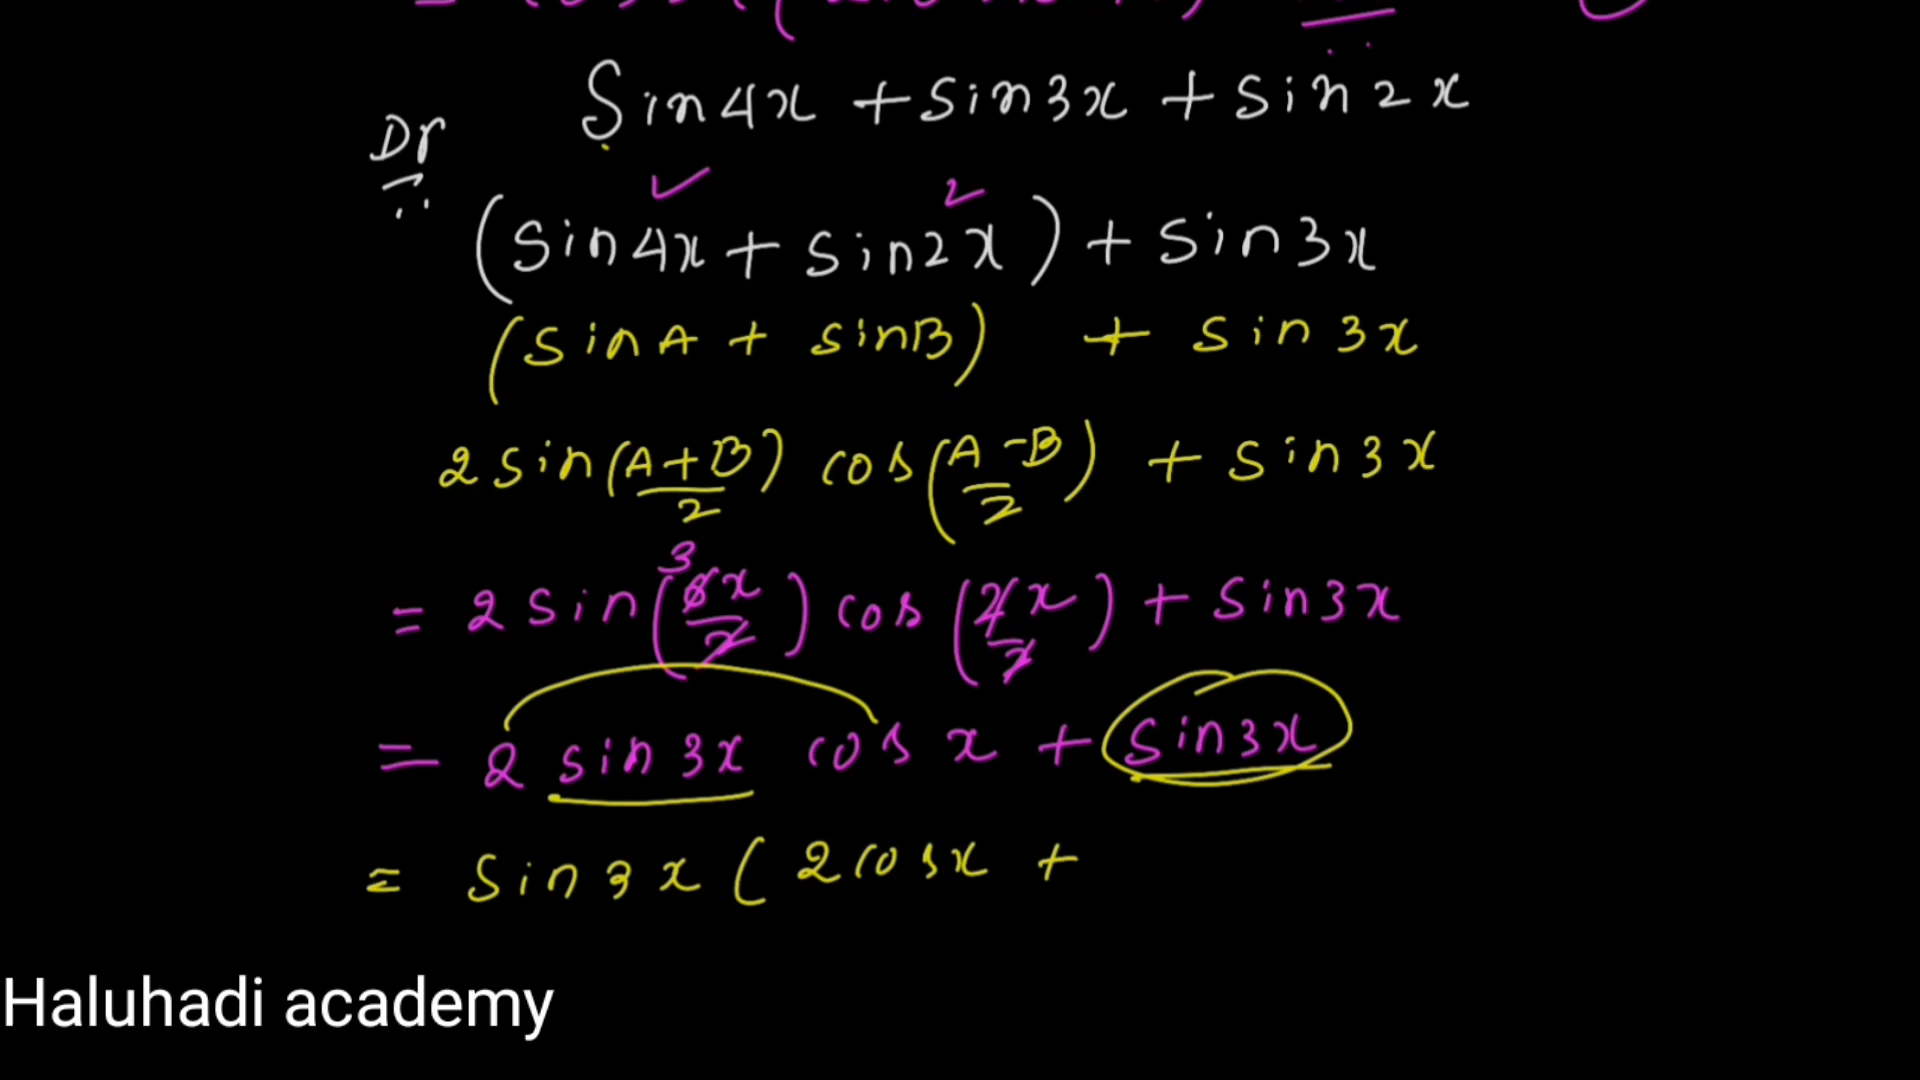 Sin4x + sin3x + sin2x
Dr
(sin4x + sin2x) + sin3x
(sinA + sinB) + sin3x
2sin(A+B/2) cos(A-B/2) + sin3x
= 2sin(6x/2) cos(2x/2) + sin3x
3
= 2 sin3x cosx + sin3x
= Sin3x (2cosx +
Haluhadi academy